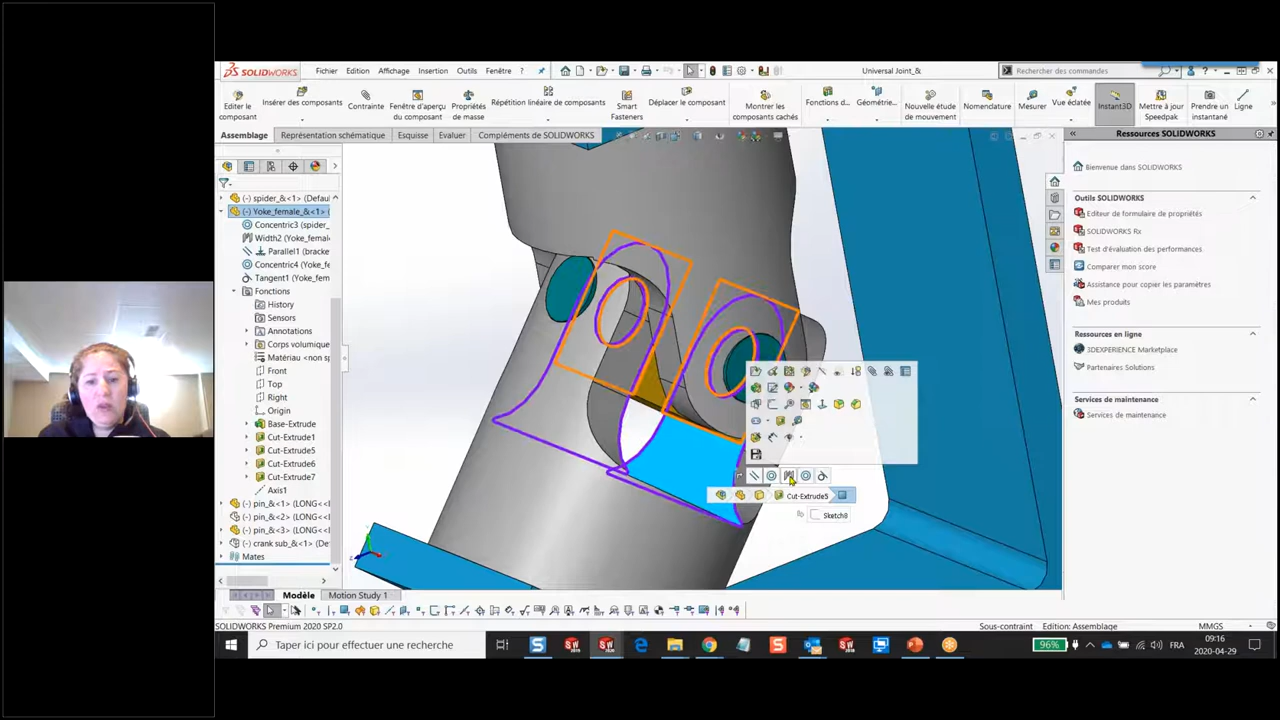 SOLIDWORKS Fichier Edition Affichage Insertion Outils Fenêtre Universal Joint_& Rechercher des commandes
Editer le composant
Insérer des composants
Contrainte
Fenêtre d'aperçu du composant
Propriétés de masse
Répétition linéaire de composants
Smart Fasteners
Déplacer le composant
Montrer les composants cachés
Fonctions d...
Géométrie...
Nouvelle étude de mouvement
Nomenclature
Mesurer
Vue éclatée
Instant3D
Mettre à jour Speedpak
Prendre un instantané
Ligne
Assemblage Représentation schématique Esquisse Evaluer Compléments de SOLIDWORKS
(-) spider_&<1> (Defau
(-) Yoke_female_&<1> (
Concentric3 (spider_
Width2 (Yoke_femal
Parallel1 (bracke
Concentric4 (Yoke_fe
Tangent1 (Yoke_fem
Fonctions
History
Sensors
Annotations
Corps volumiques
Matériau <non sp
Front
Top
Right
Origin
Base-Extrude
Cut-Extrude1
Cut-Extrude5
Cut-Extrude6
Cut-Extrude7
Axis1
(-) pin_&<1> (LONG<<
(-) pin_&<2> (LONG<<
(-) pin_&<3> (LONG<<
(-) crank sub_&<1> (De
Mates
Cut-Extrude5
Sketch8
Ressources SOLIDWORKS
Bienvenue dans SOLIDWORKS
Outils SOLIDWORKS
Editeur de formulaire de propriétés
SOLIDWORKS Rx
Test d'évaluation des performances
Comparer mon score
Assistance pour copier les paramètres
Mes produits
Ressources en ligne
3DEXPERIENCE Marketplace
Partenaires Solutions
Services de maintenance
Services de maintenance
Modèle Motion Study 1
SOLIDWORKS Premium 2020 SP2.0 Sous-contraint Edition: Assemblage MMGS
Taper ici pour effectuer une recherche
96%
FRA
09:16
2020-04-29